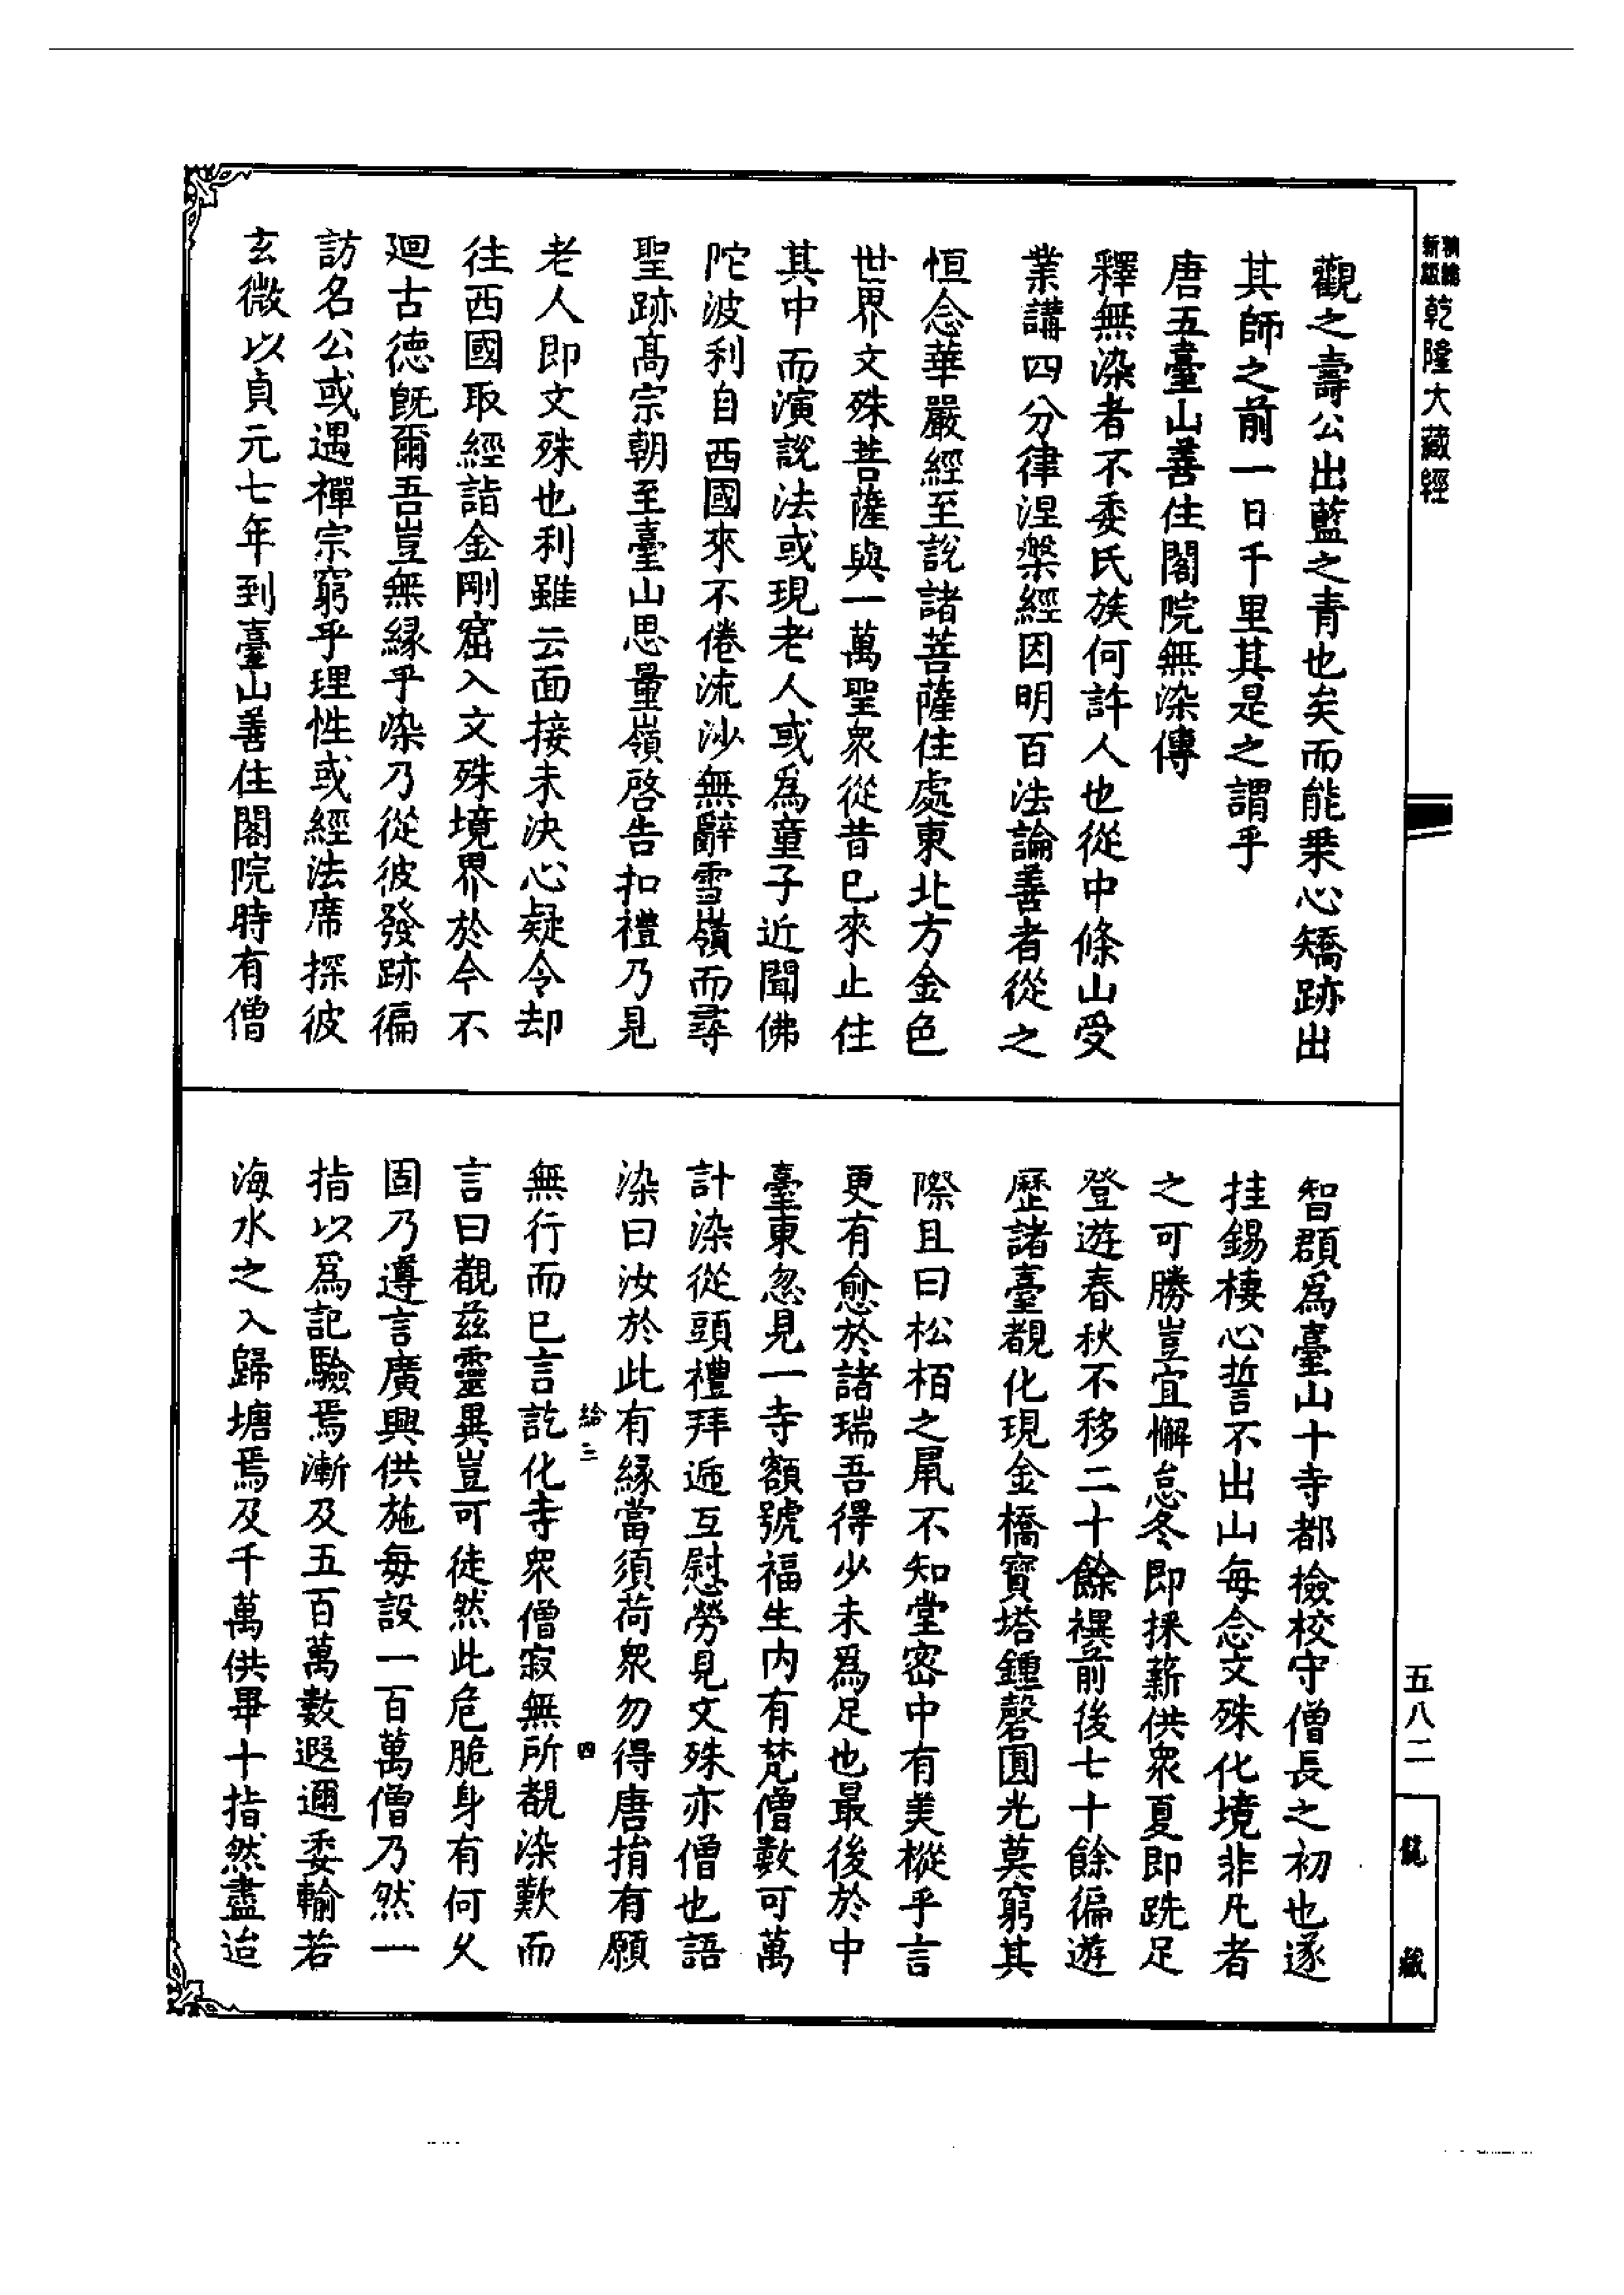 乾隆大藏經
觀之壽公出藍之青也矣而能乗心矯跡出
其師之前一日千里其是之謂乎
唐五臺山善住閣院無染傳
釋無染者不委氏族何許人也從中條山受
業講四分律涅槃經因明百法論善者從之
恒念華嚴經至說諸菩薩住處東北方金色
世界文殊菩薩與一萬聖衆從昔已來止住
其中而演說法或現老人或爲童子近聞佛
陀波利自西國來不倦流沙無辭雪嶺而尋
聖跡高宗朝至臺山思量嶺啓告扣禮乃見
老人即文殊也利雖云面接未決心疑令却
往西國取經詣金剛窟入文殊境界於今不
廻古德旣爾吾豈無緣乎染乃從彼發跡徧
訪名公或遇禪宗窮乎理性或經法席探彼
玄微以貞元七年到臺山善住閣院時有僧
智頵爲臺山十寺都檢校守僧長之初也遂
挂錫棲心誓不出山每念文殊化境非凡者
之可勝豈宜懈怠冬即採薪供衆夏即跣足
登遊春秋不移二十餘禩前後七十餘徧遊
歷諸臺覩化現金橋寶塔鍾磬圓光莫窮其
際且曰松栢之鼠不知堂密中有美樅乎言
更有愈於諸瑞吾得少未爲足也最後於中
臺東忽見一寺額號福生内有梵僧數可萬
計染從頭禮拜遞互慰勞見文殊亦僧也語
染曰汝於此有緣當須荷衆勿得唐捐有願
給三
四
無行而已言訖化寺衆僧寂無所覩染歎而
言曰覩兹靈異豈可徒然此危脆身有何久
固乃遵言廣興供施每設一百萬僧乃然一
指以爲記驗焉漸及五百萬數遐邇委輸若
海水之入歸塘焉及千萬供畢十指然盡迨
五八二